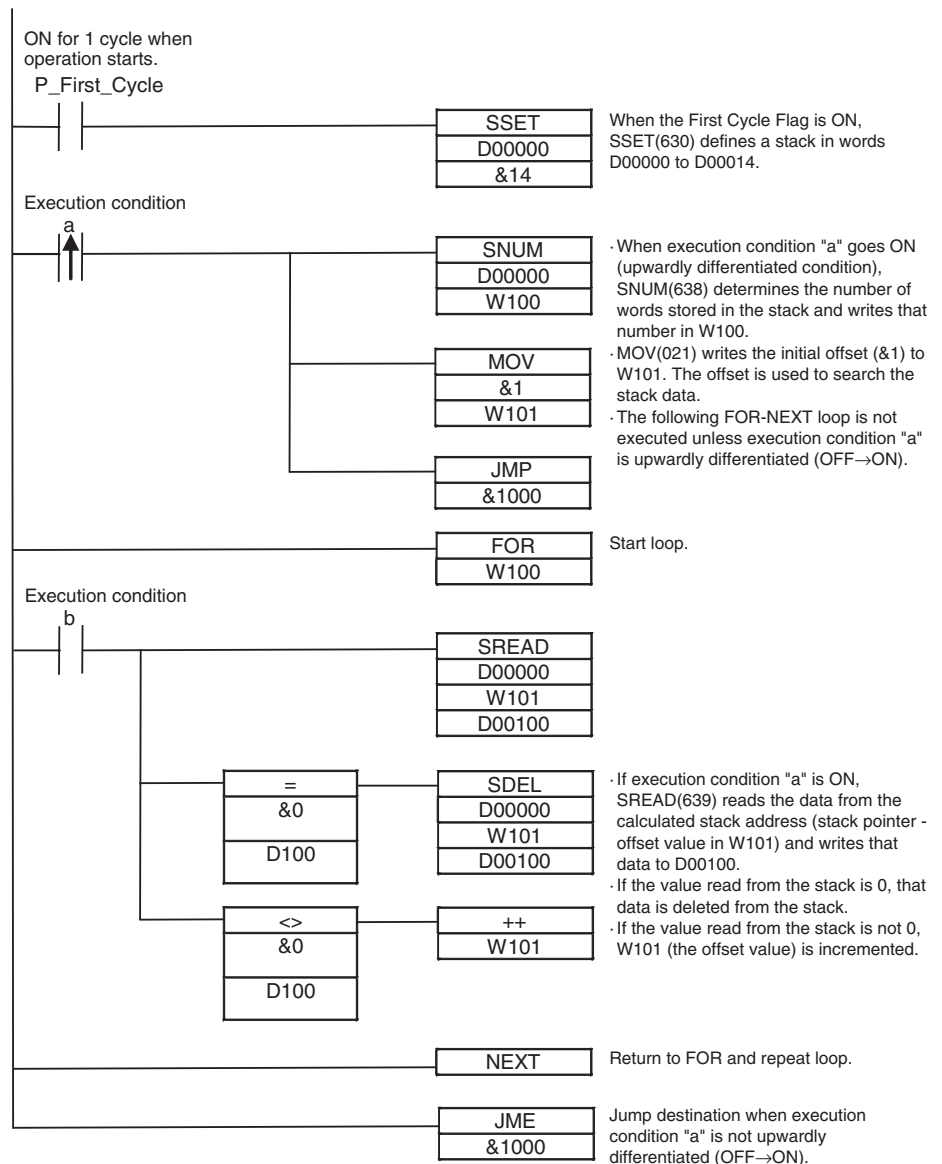 ON for 1 cycle when
operation starts.
P_First_Cycle
SSET
D00000
&14
When the First Cycle Flag is ON,
SSET(630) defines a stack in words
D00000 to D00014.
Execution condition
a
SNUM
D00000
W100
MOV
&1
W101
JMP
&1000
· When execution condition "a" goes ON
(upwardly differentiated condition),
SNUM(638) determines the number of
words stored in the stack and writes that
number in W100.
· MOV(021) writes the initial offset (&1) to
W101. The offset is used to search the
stack data.
· The following FOR-NEXT loop is not
executed unless execution condition "a"
is upwardly differentiated (OFF→ON).
FOR
W100
Start loop.
Execution condition
b
SREAD
D00000
W101
D00100
=
&0
D100
SDEL
D00000
W101
D00100
<>
&0
D100
++
W101
· If execution condition "a" is ON,
SREAD(639) reads the data from the
calculated stack address (stack pointer -
offset value in W101) and writes that
data to D00100.
· If the value read from the stack is 0, that
data is deleted from the stack.
· If the value read from the stack is not 0,
W101 (the offset value) is incremented.
NEXT
Return to FOR and repeat loop.
JME
&1000
Jump destination when execution
condition "a" is not upwardly
differentiated (OFF→ON).